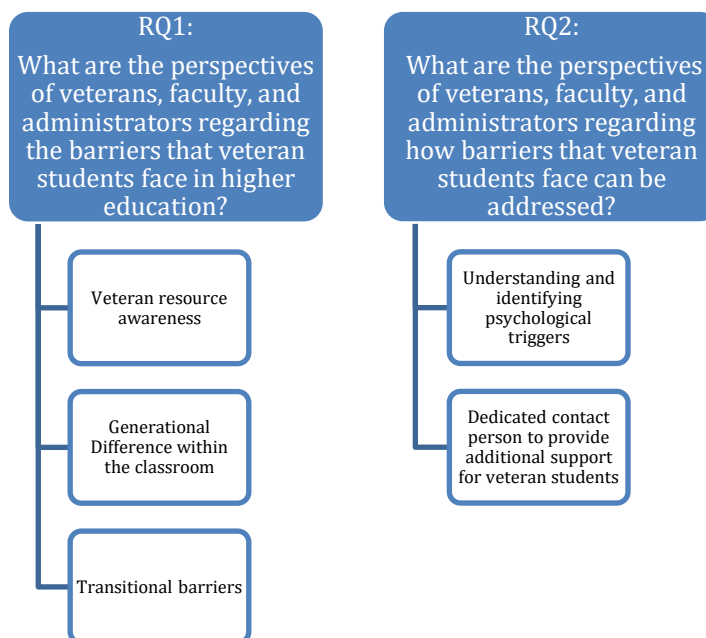 RQ1:
What are the perspectives
of veterans, faculty, and
administrators regarding
the barriers that veteran
students face in higher
education?
Veteran resource
awareness
Generational
Difference within
the classroom
Transitional barriers
RQ2:
What are the perspectives
of veterans, faculty, and
administrators regarding
how barriers that veteran
students face can be
addressed?
Understanding and
identifying
psychological
triggers
Dedicated contact
person to provide
additional support
for veteran students